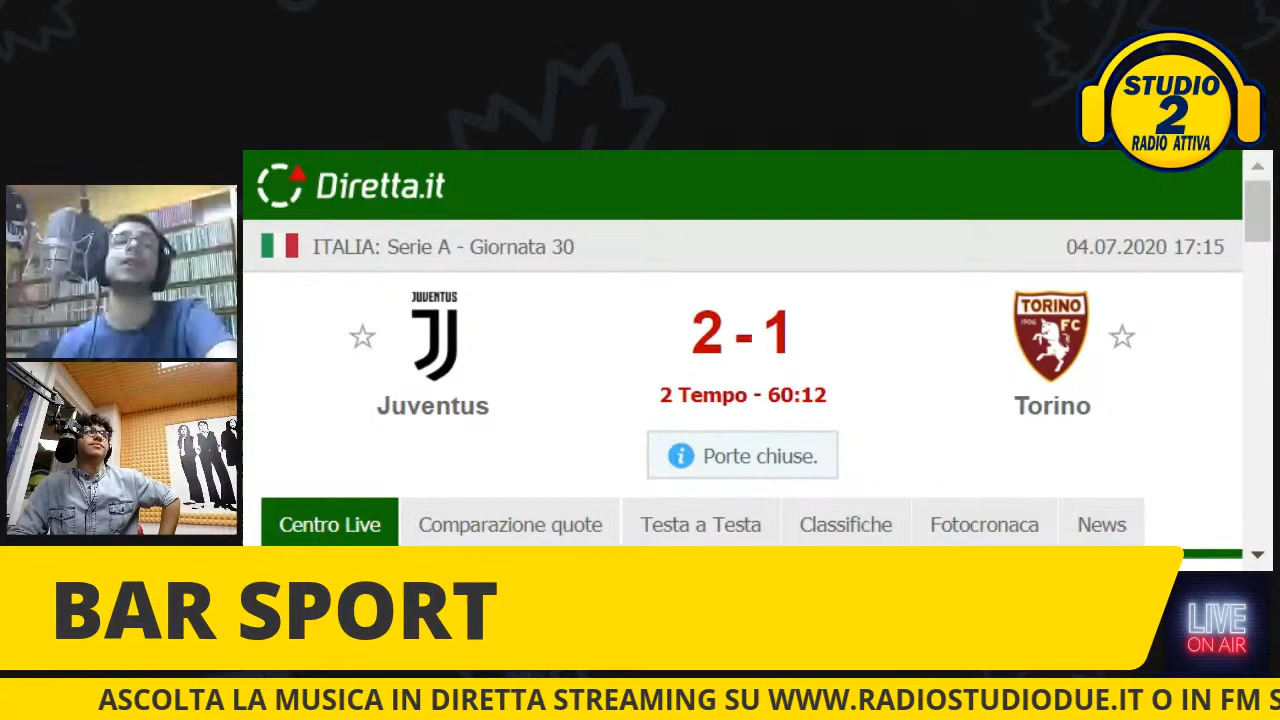 STUDIO
2
RADIO ATTIVA
Diretta.it
ITALIA: Serie A - Giornata 30
04.07.2020 17:15
JUVENTUS
TORINO
1906 FC
2 - 1
2 Tempo - 60:12
Juventus
Torino
i Porte chiuse.
Centro Live
Comparazione quote
Testa a Testa
Classifiche
Fotocronaca
News
BAR SPORT
LIVE
ON AIR
ASCOLTA LA MUSICA IN DIRETTA STREAMING SU WWW.RADIOSTUDIODUE.IT O IN FM S